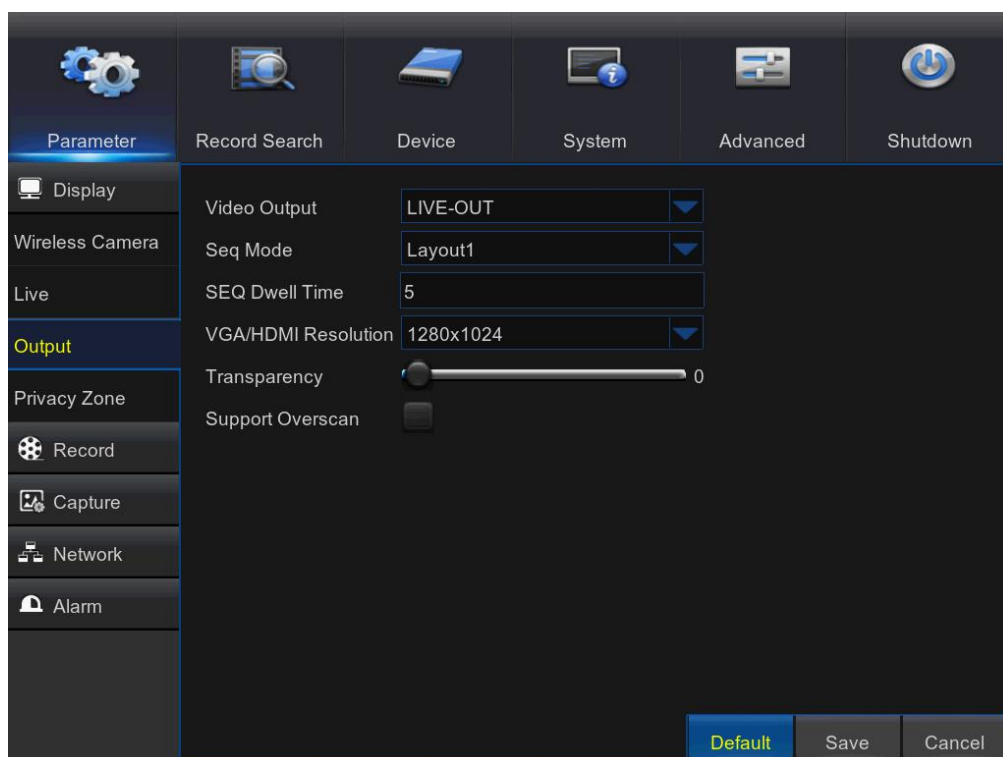 Parameter Record Search Device System Advanced Shutdown
Display
Wireless Camera
Live
Output
Privacy Zone
Record
Capture
Network
Alarm
Video Output LIVE-OUT
Seq Mode Layout1
SEQ Dwell Time 5
VGA/HDMI Resolution 1280x1024
Transparency 0
Support Overscan
Default Save Cancel